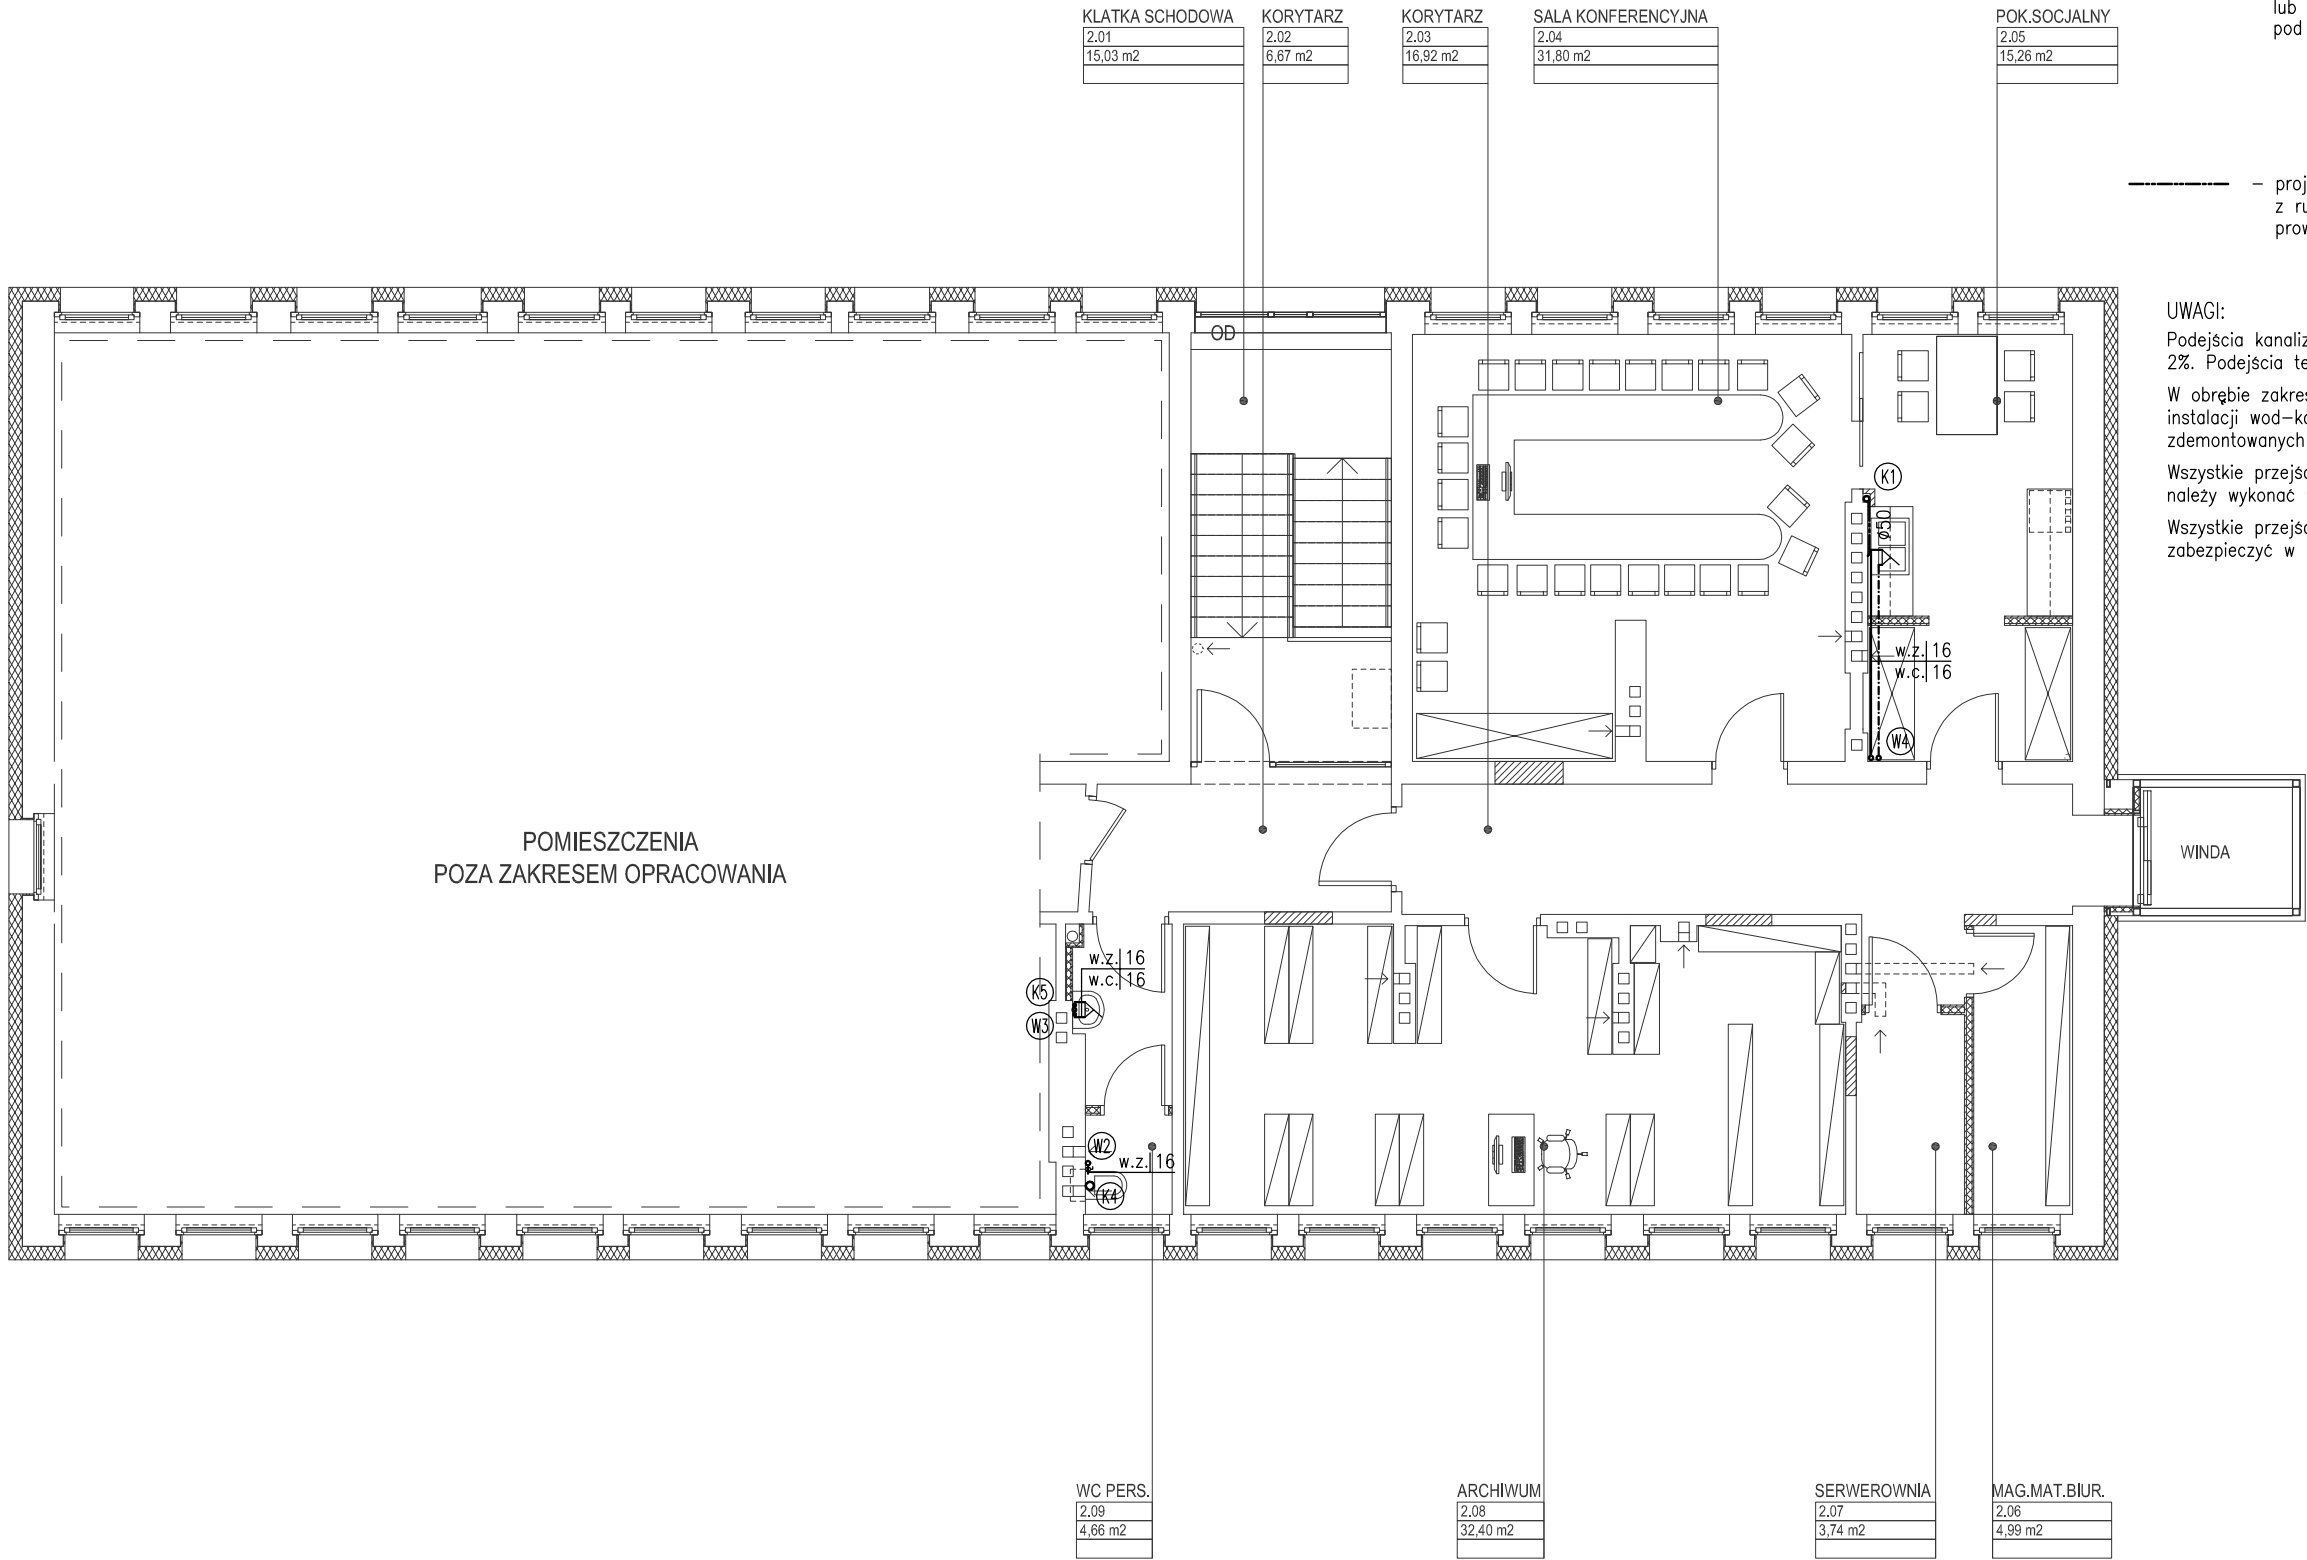 KLATKA SCHODOWA
2.01
15,03 m2
KORYTARZ
2.02
6,67 m2
KORYTARZ
2.03
16,92 m2
SALA KONFERENCYJNA
2.04
31,80 m2
POK.SOCJALNY
2.05
15,26 m2
lub
pod
– proj
z ru
prow
UWAGI:
Podejścia kanaliz
2%. Podejścia te
W obrębie zakres
instalacji wod–ka
zdemontowanych
Wszystkie przejśc
należy wykonać
Wszystkie przejśc
zabezpieczyć w
OD
K1
ø50
w.z. 16
w.c. 16
W4
POMIESZCZENIA
POZA ZAKRESEM OPRACOWANIA
WINDA
w.z. 16
w.c. 16
K5
W3
W2
w.z. 16
K4
WC PERS.
2.09
4,66 m2
ARCHIWUM
2.08
32,40 m2
SERWEROWNIA
2.07
3,74 m2
MAG.MAT.BIUR.
2.06
4,99 m2